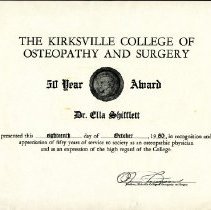 THE KIRKSVILLE COLLEGE OF
OSTEOPATHY AND SURGERY
50 Year Award
Dr. Ella Shifflett
presented this eighteenth day of October 1980, in recognition and
appreciation of fifty years of service to society as an osteopathic physician
and as an expression of the high regard of the College.